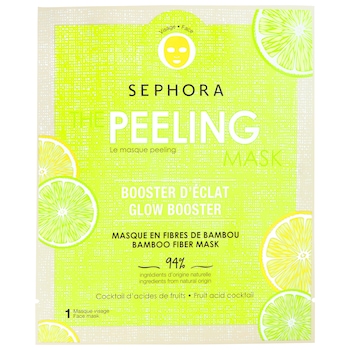 Visage • Face
SEPHORA
THE PEELING MASK
Le masque peeling
BOOSTER D'ÉCLAT
GLOW BOOSTER
MASQUE EN FIBRES DE BAMBOU
BAMBOO FIBER MASK
94%
ingrédients d'origine naturelle
ingredients from natural origin
Cocktail d'acides de fruits • Fruit acid cocktail
1 Masque visage
Face mask